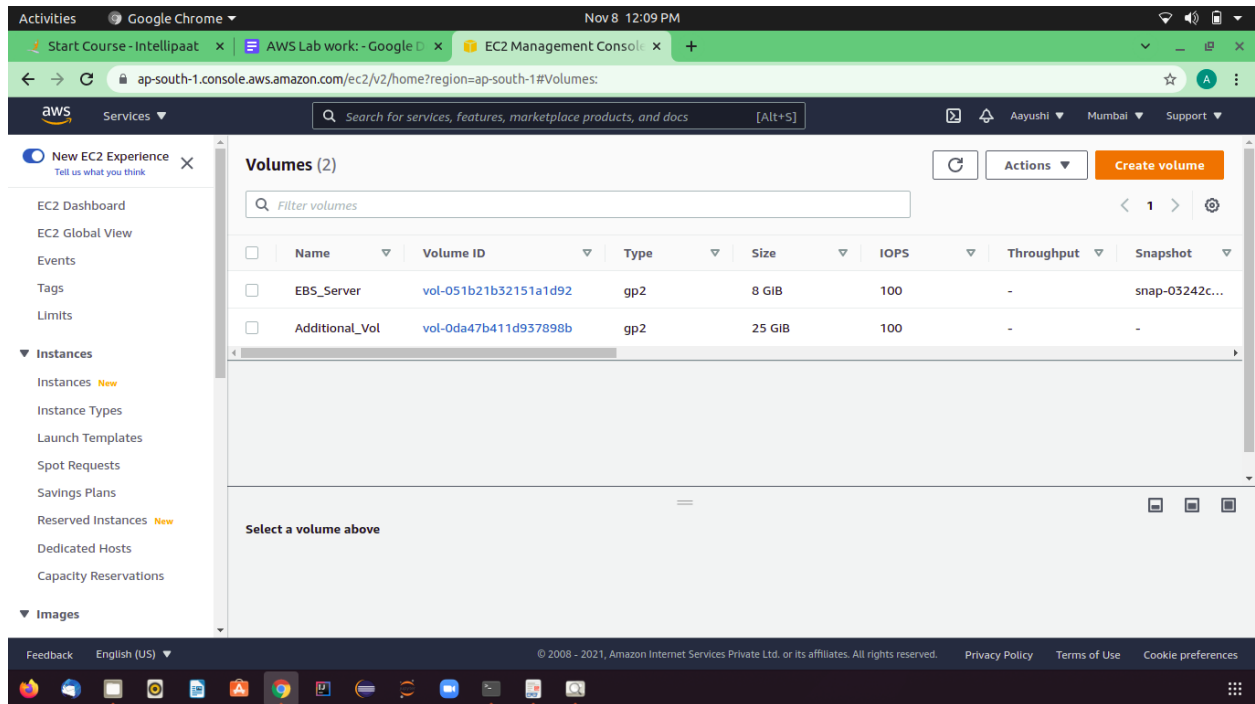 Activities Google Chrome Nov 8 12:09 PM
Start Course - Intellipaat AWS Lab work: - Google D EC2 Management Console
ap-south-1.console.aws.amazon.com/ec2/v2/home?region=ap-south-1#Volumes: A
aws Services Search for services, features, marketplace products, and docs [Alt+S] Aayushi Mumbai Support
New EC2 Experience
Tell us what you think
EC2 Dashboard
EC2 Global View
Events
Tags
Limits
Instances
Instances New
Instance Types
Launch Templates
Spot Requests
Savings Plans
Reserved Instances New
Dedicated Hosts
Capacity Reservations
Images
Volumes (2) Actions Create volume
Filter volumes 1
Name Volume ID Type Size IOPS Throughput Snapshot
EBS_Server vol-051b21b32151a1d92 gp2 8 GiB 100 - snap-03242c...
Additional_Vol vol-0da47b411d937898b gp2 25 GiB 100 - -
Select a volume above
Feedback English (US) © 2008 - 2021, Amazon Internet Services Private Ltd. or its affiliates. All rights reserved. Privacy Policy Terms of Use Cookie preferences